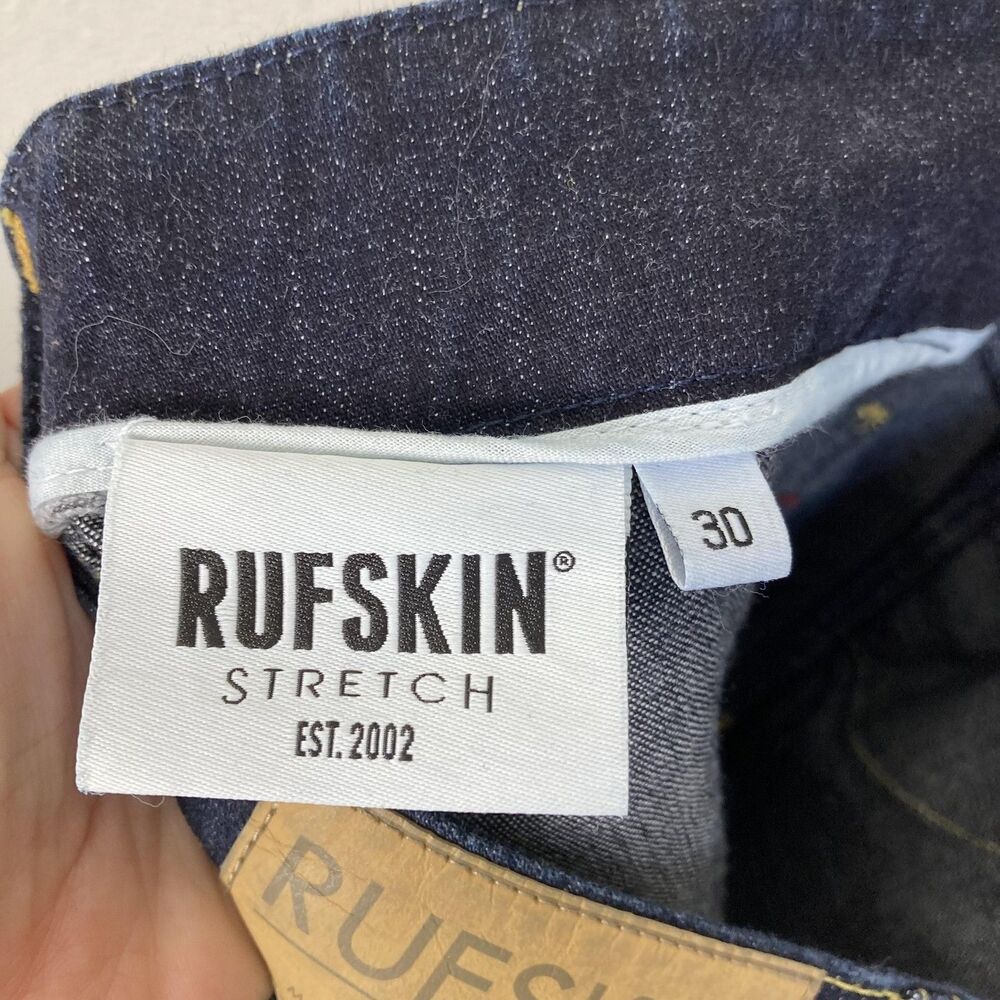 RUFSKIN®
STRETCH
EST. 2002
30
RUFSKIN